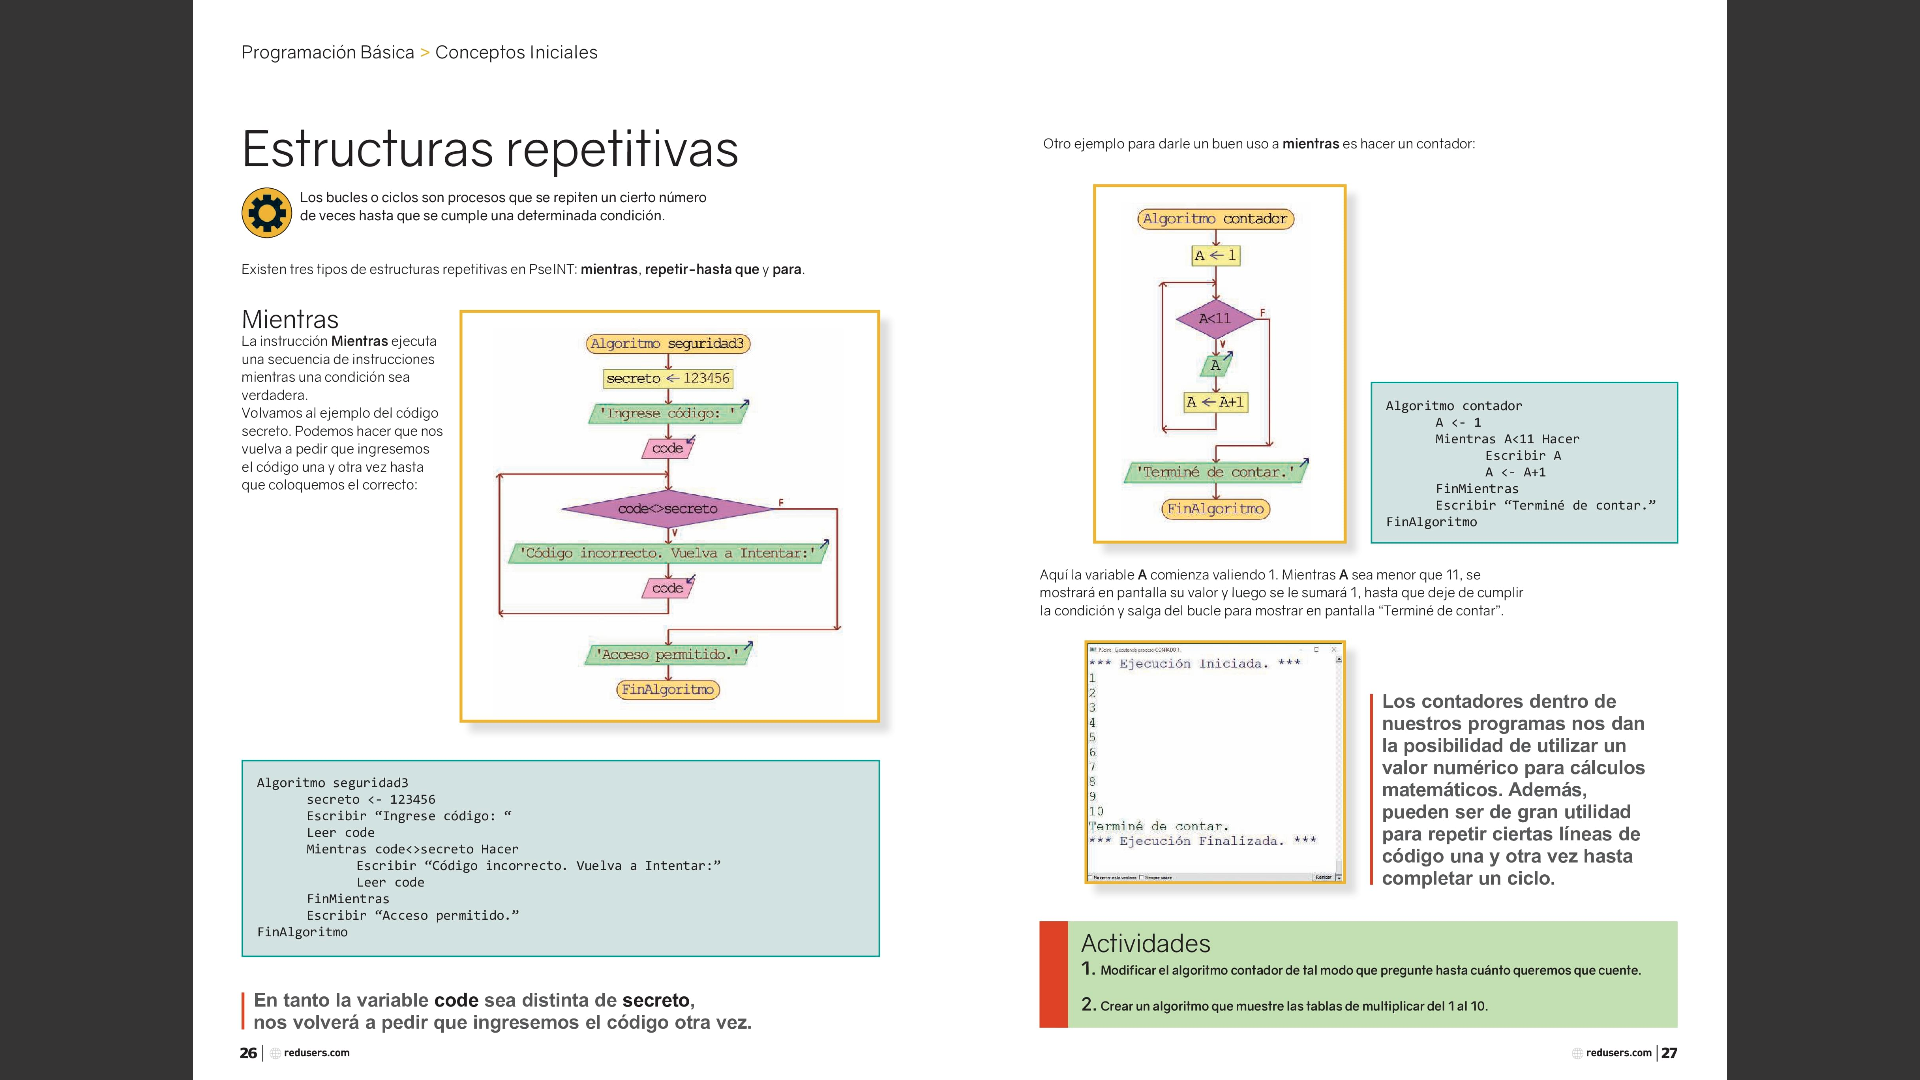 Programación Básica > Conceptos Iniciales
Estructuras repetitivas
Los bucles o ciclos son procesos que se repiten un cierto número
de veces hasta que se cumple una determinada condición.
Existen tres tipos de estructuras repetitivas en PseINT: mientras, repetir-hasta que y para.
Mientras
La instrucción Mientras ejecuta
una secuencia de instrucciones
mientras una condición sea
verdadera.
Volvamos al ejemplo del código
secreto. Podemos hacer que nos
vuelva a pedir que ingresemos
el código una y otra vez hasta
que coloquemos el correcto:
Algoritmo seguridad3
secreto ← 123456
'Ingrese código: '
code
code<>secreto
F
V
'Código incorrecto. Vuelva a Intentar:'
code
'Acceso permitido.'
FinAlgoritmo
Algoritmo seguridad3
secreto <- 123456
Escribir “Ingrese código: “
Leer code
Mientras code<>secreto Hacer
Escribir “Código incorrecto. Vuelva a Intentar:”
Leer code
FinMientras
Escribir “Acceso permitido.”
FinAlgoritmo
En tanto la variable code sea distinta de secreto,
nos volverá a pedir que ingresemos el código otra vez.
26 | redusers.com
Otro ejemplo para darle un buen uso a mientras es hacer un contador:
Algoritmo contador
A ← 1
A<11
F
V
A
A ← A+1
'Terminé de contar.'
FinAlgoritmo
Algoritmo contador
A <- 1
Mientras A<11 Hacer
Escribir A
A <- A+1
FinMientras
Escribir “Terminé de contar.”
FinAlgoritmo
Aquí la variable A comienza valiendo 1. Mientras A sea menor que 11, se
mostrará en pantalla su valor y luego se le sumará 1, hasta que deje de cumplir
la condición y salga del bucle para mostrar en pantalla “Terminé de contar”.
*** Ejecución Iniciada. ***
1
2
3
4
5
6
7
8
9
10
Terminé de contar.
*** Ejecución Finalizada. ***
Los contadores dentro de
nuestros programas nos dan
la posibilidad de utilizar un
valor numérico para cálculos
matemáticos. Además,
pueden ser de gran utilidad
para repetir ciertas líneas de
código una y otra vez hasta
completar un ciclo.
Actividades
1. Modificar el algoritmo contador de tal modo que pregunte hasta cuánto queremos que cuente.
2. Crear un algoritmo que muestre las tablas de multiplicar del 1 al 10.
redusers.com | 27